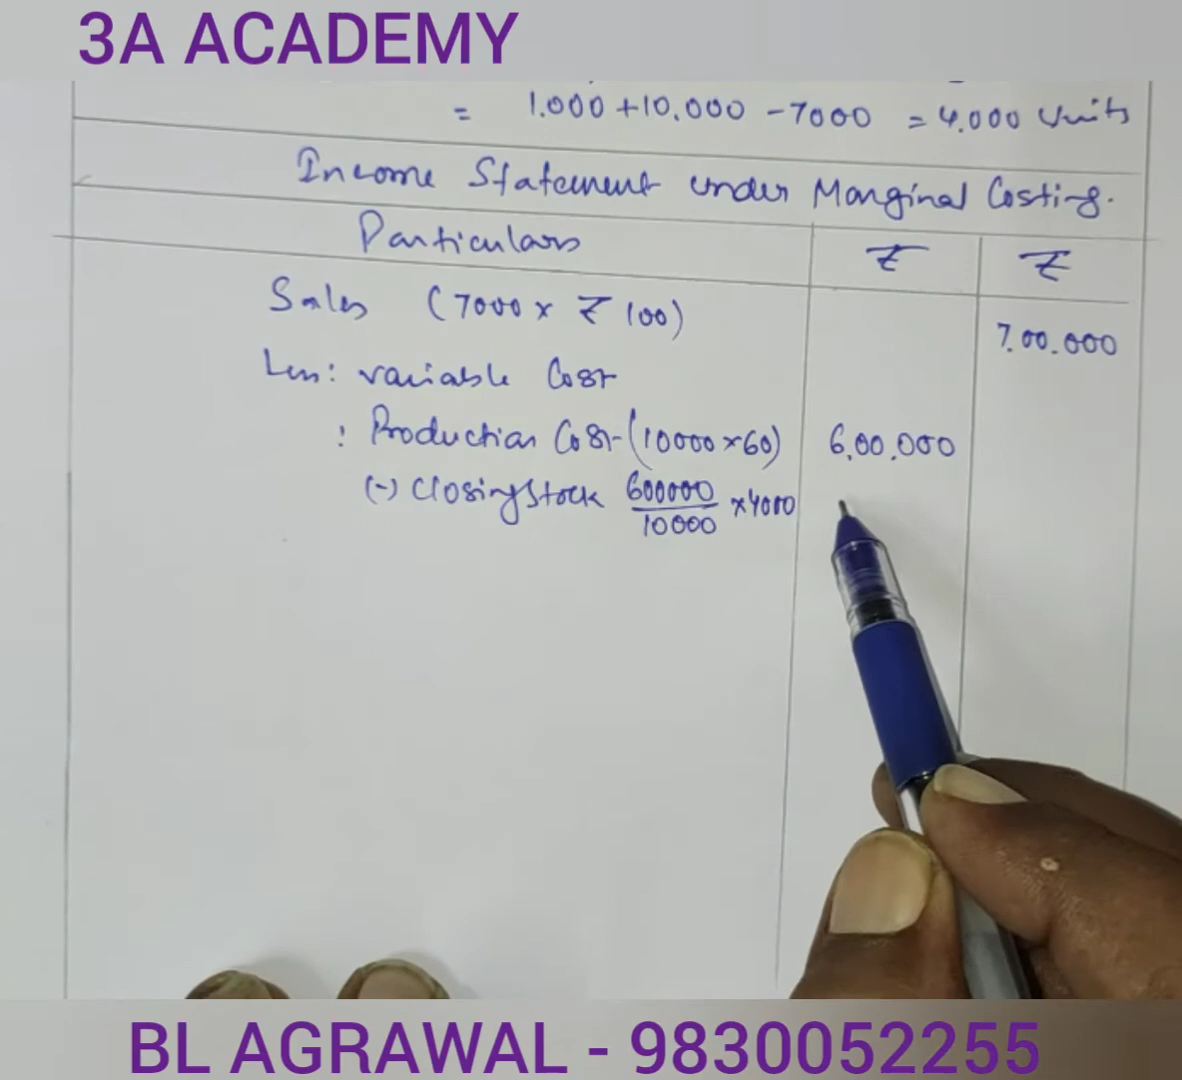 3A ACADEMY
= 1.000 + 10.000 - 7000 = 4.000 Units
Income Statement under Marginal Costing.
Particulars ₹ ₹
Sales (7000 × ₹ 100) 7.00.000
Less: variable Cost
: Production Cost (10000 × 60) 6,00,000
(-) Closing Stock 600000/10000 × 4000
BL AGRAWAL - 9830052255